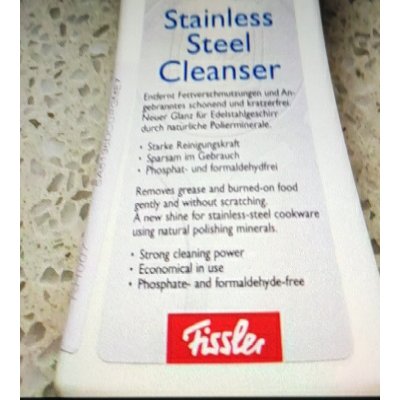 Stainless
Steel
Cleanser
Entfernt Fettverschmutzungen und An-
gebranntes schonend und kratzerfrei.
Neuer Glanz für Edelstahlgeschirr
durch natürliche Polierminerale.
• Starke Reinigungskraft
• Sparsam im Gebrauch
• Phosphat- und formaldehydfrei
Removes grease and burned-on food
gently and without scratching.
A new shine for stainless-steel cookware
using natural polishing minerals.
• Strong cleaning power
• Economical in use
• Phosphate- and formaldehyde-free
Fissler